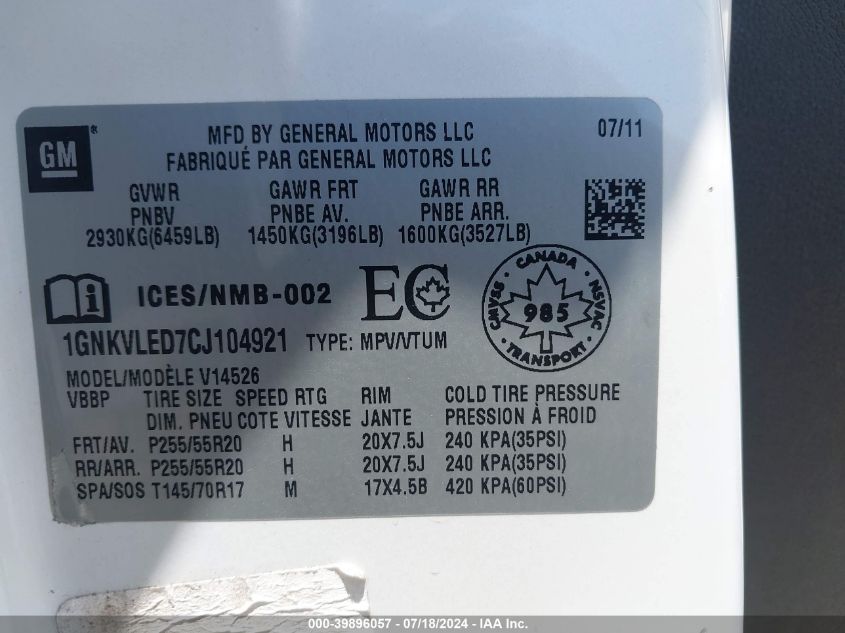 GM ®
MFD BY GENERAL MOTORS LLC 07/11
FABRIQUÉ PAR GENERAL MOTORS LLC
GVWR GAWR FRT GAWR RR
PNBV PNBE AV. PNBE ARR.
2930KG(6459LB) 1450KG(3196LB) 1600KG(3527LB)
ICES/NMB-002 EC
CANADA
CMVSS 985 NSVAC
TRANSPORT
1GNKVLED7CJ104921 TYPE: MPV/VTUM
MODEL/MODÈLE V14526
VBBP TIRE SIZE SPEED RTG RIM COLD TIRE PRESSURE
DIM. PNEU COTE VITESSE JANTE PRESSION À FROID
FRT/AV. P255/55R20 H 20X7.5J 240 KPA(35PSI)
RR/ARR. P255/55R20 H 20X7.5J 240 KPA(35PSI)
SPA/SOS T145/70R17 M 17X4.5B 420 KPA(60PSI)
000-39896057 - 07/18/2024 - IAA Inc.